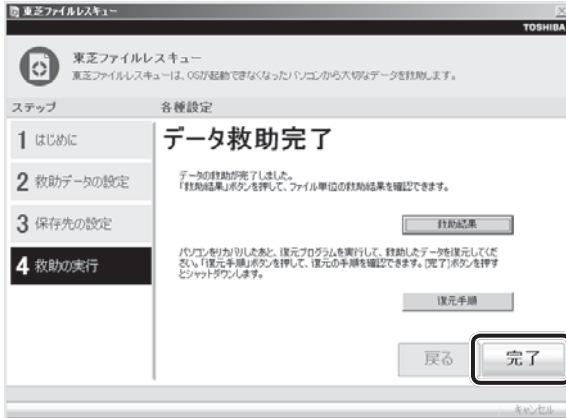 東芝ファイルレスキュー
TOSHIBA
東芝ファイルレスキュー
東芝ファイルレスキューは、OSが起動できなくなったパソコンから大切なデータを救助します。
ステップ
各種設定
1 はじめに
2 救助データの設定
3 保存先の設定
4 救助の実行
データ救助完了
データの救助が完了しました。
「救助結果」ボタンを押して、ファイル単位の救助結果を確認できます。
救助結果
パソコンをリカバリしたあと、復元プログラムを実行して、救助したデータを復元してくだ
さい。「復元手順」ボタンを押して、復元の手順を確認できます。[完了]ボタンを押す
とシャットダウンします。
復元手順
戻る
完了
キャンセル